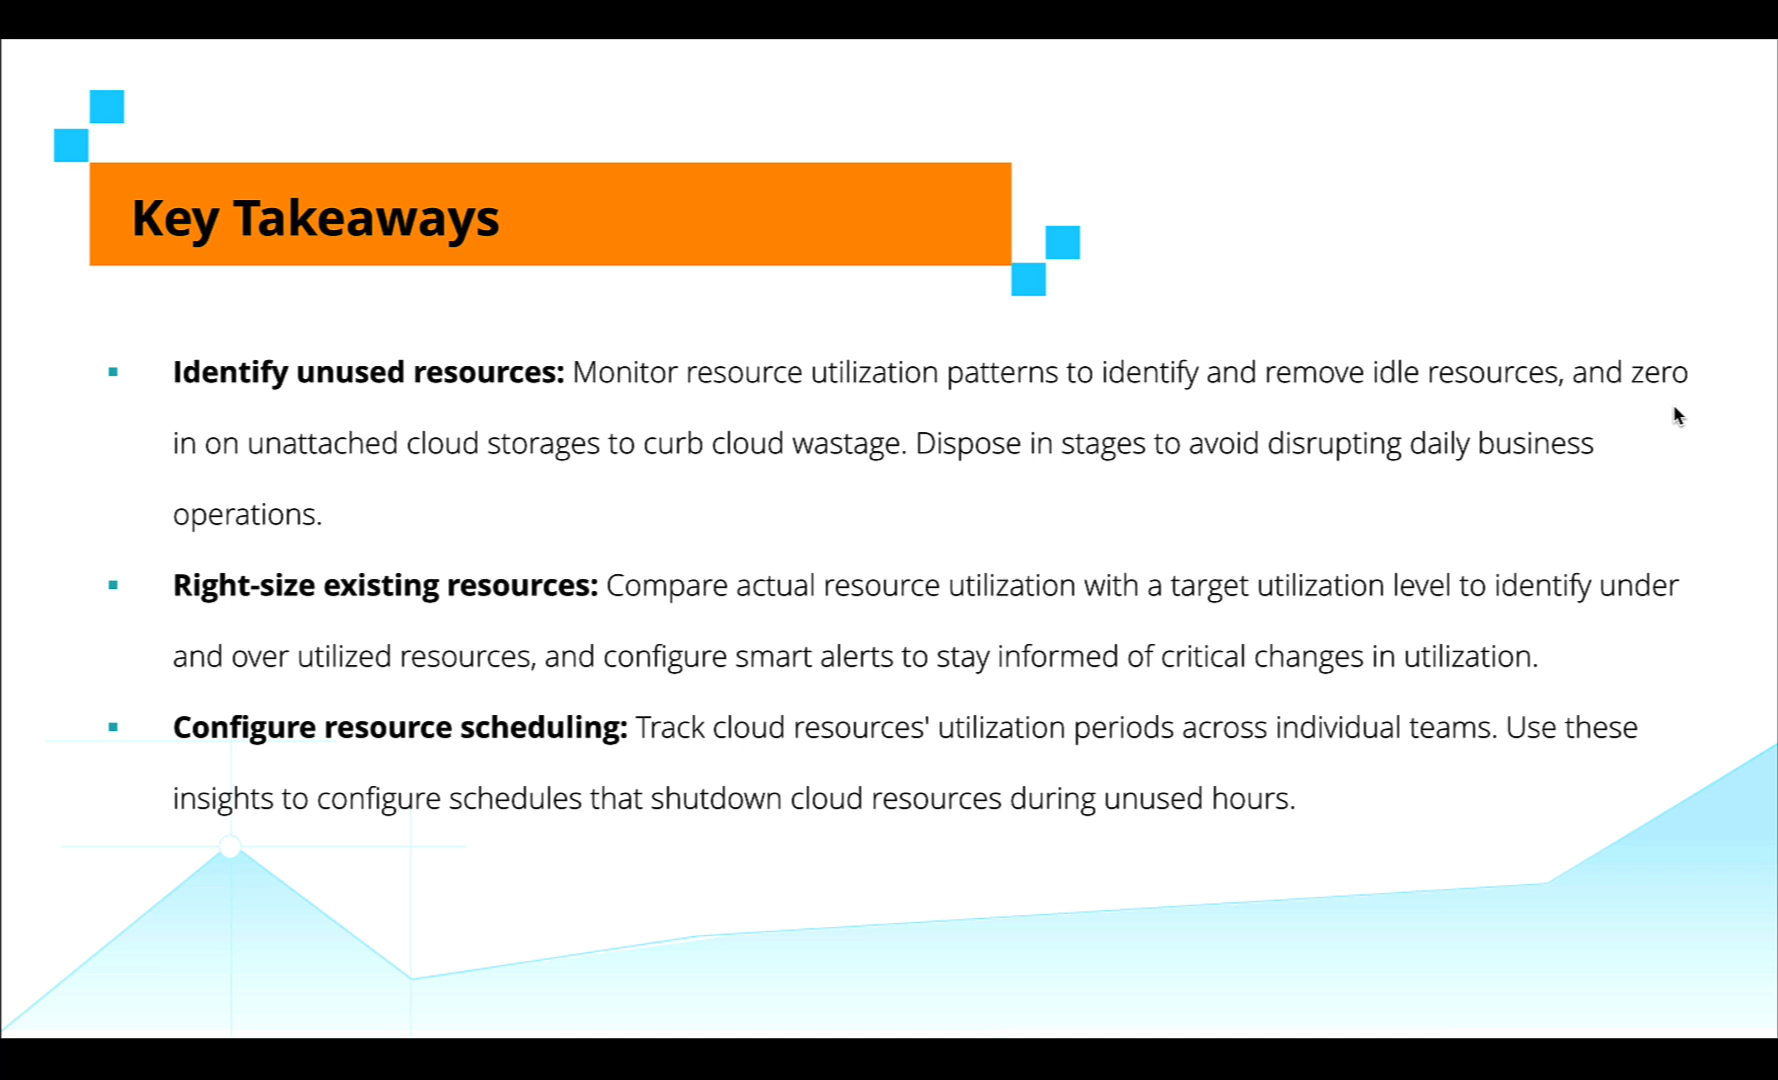 Key Takeaways
Identify unused resources: Monitor resource utilization patterns to identify and remove idle resources, and zero
in on unattached cloud storages to curb cloud wastage. Dispose in stages to avoid disrupting daily business
operations.
Right-size existing resources: Compare actual resource utilization with a target utilization level to identify under
and over utilized resources, and configure smart alerts to stay informed of critical changes in utilization.
Configure resource scheduling: Track cloud resources' utilization periods across individual teams. Use these
insights to configure schedules that shutdown cloud resources during unused hours.